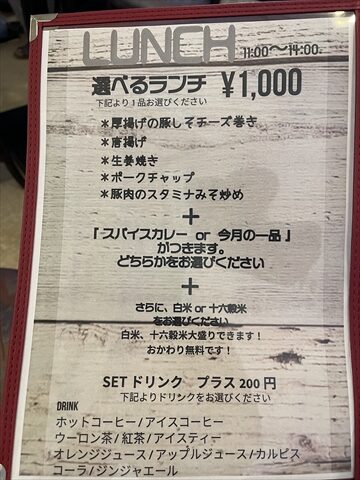 LUNCH 11:00〜14:00
選べるランチ ¥1,000
下記より1品お選びください
＊厚揚げの豚しそチーズ巻き
＊唐揚げ
＊生姜焼き
＊ポークチャップ
＊豚肉のスタミナみそ炒め
+
「スパイスカレー or 今月の一品」
がつきます。
どちらかをお選びください
+
さらに、白米 or 十六穀米
をお選びください
白米、十六穀米大盛りできます！
おかわり無料です！
SETドリンク プラス200円
下記よりドリンクをお選びください
DRINK
ホットコーヒー/アイスコーヒー
ウーロン茶/紅茶/アイスティー
オレンジジュース/アップルジュース/カルピス
コーラ/ジンジャエール